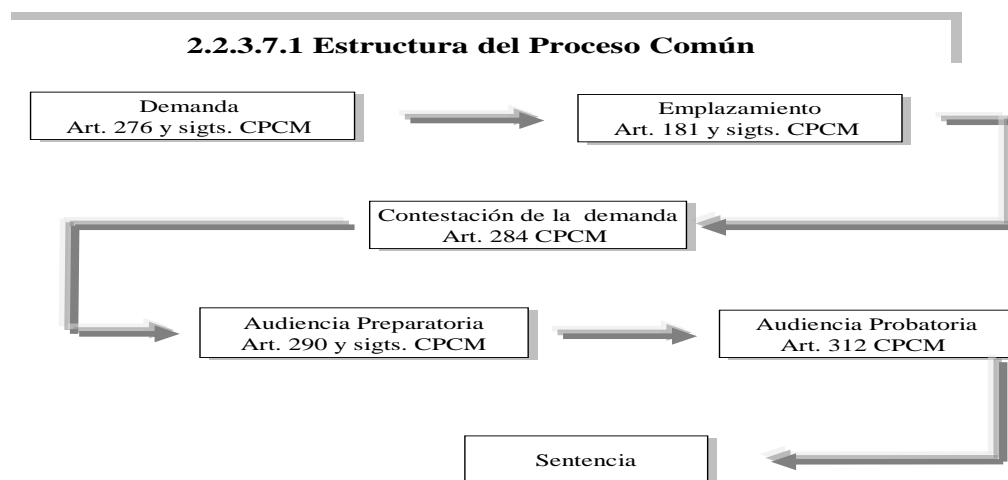 2.2.3.7.1 Estructura del Proceso Común
Demanda
Art. 276 y sigts. CPCM
Emplazamiento
Art. 181 y sigts. CPCM
Contestación de la demanda
Art. 284 CPCM
Audiencia Preparatoria
Art. 290 y sigts. CPCM
Audiencia Probatoria
Art. 312 CPCM
Sentencia